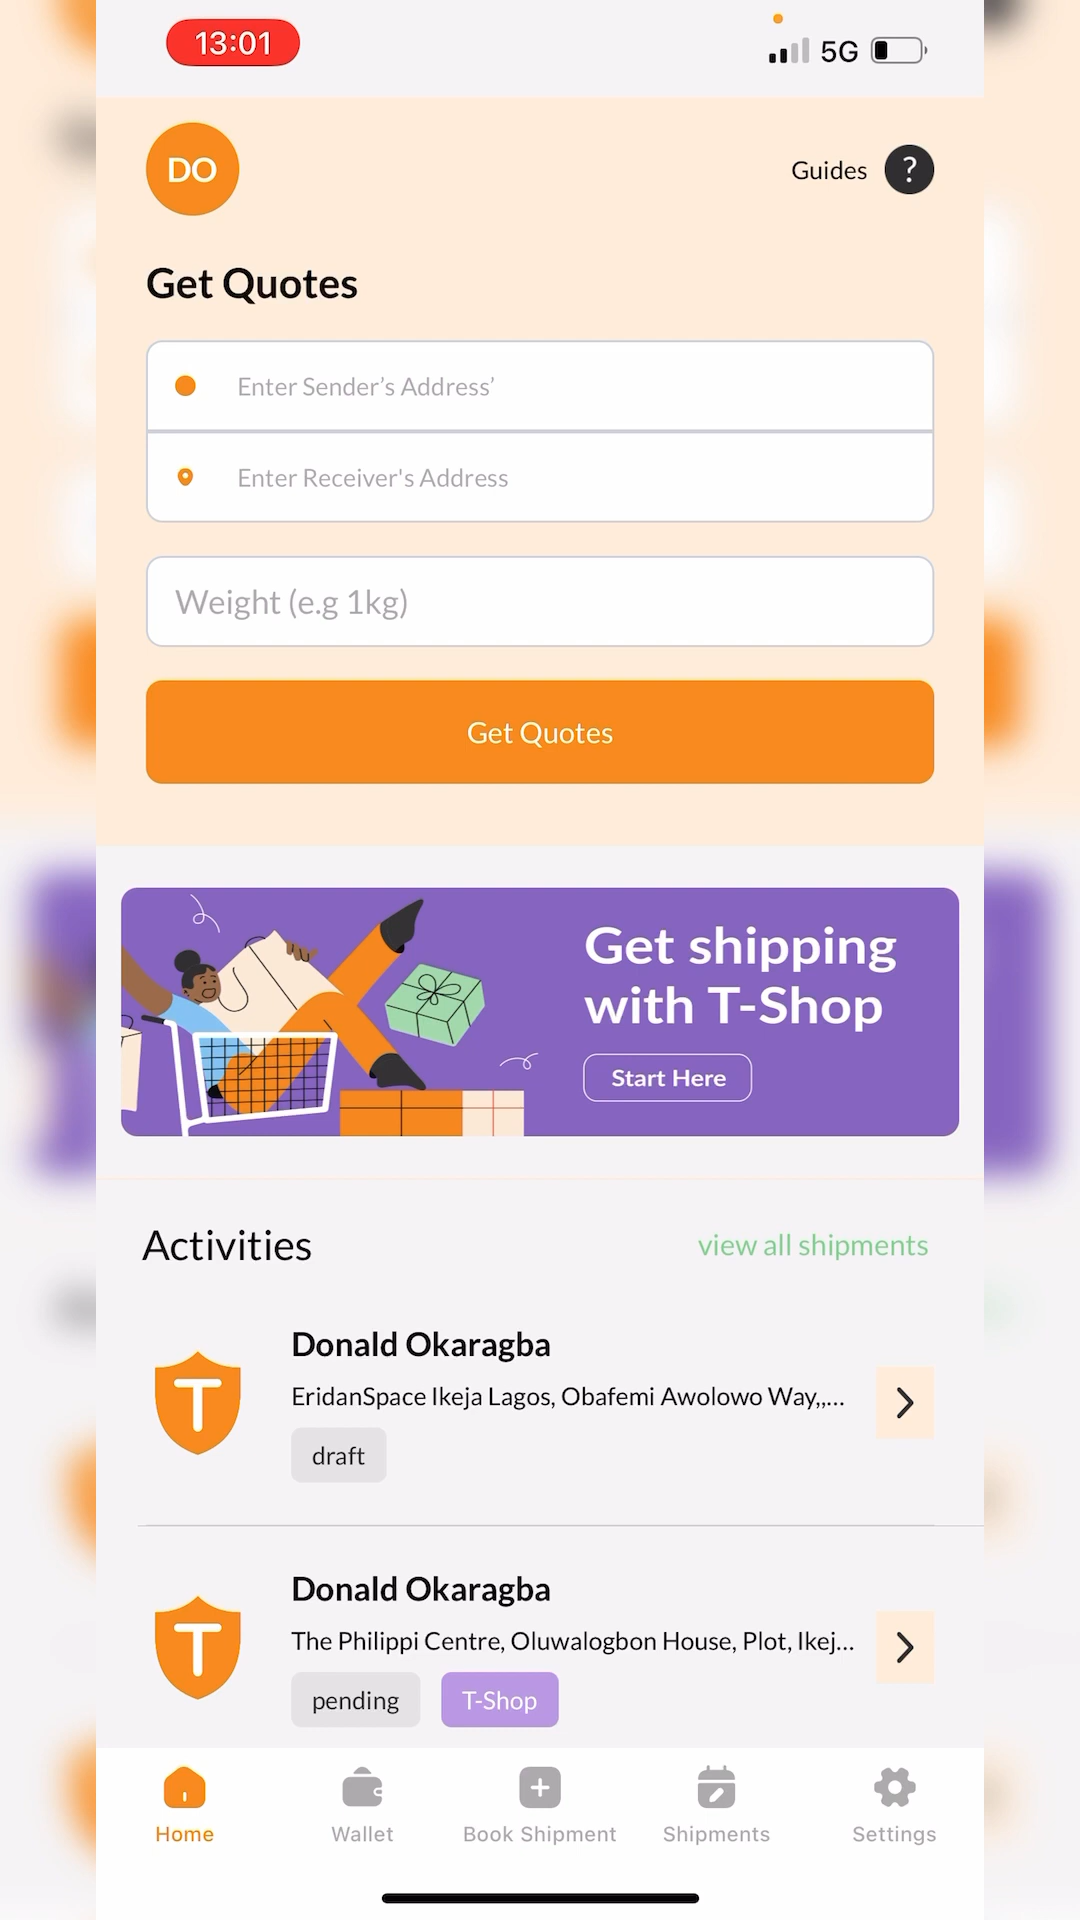 13:01
5G
DO
Guides
?
Get Quotes
Enter Sender’s Address’
Enter Receiver's Address
Weight (e.g 1kg)
Get Quotes
Get shipping
with T-Shop
Start Here
Activities
view all shipments
Donald Okaragba
EridanSpace Ikeja Lagos, Obafemi Awolowo Way,,...
draft
T
Donald Okaragba
The Philippi Centre, Oluwalogbon House, Plot, Ikej...
pending
T-Shop
T
Home
Wallet
Book Shipment
Shipments
Settings